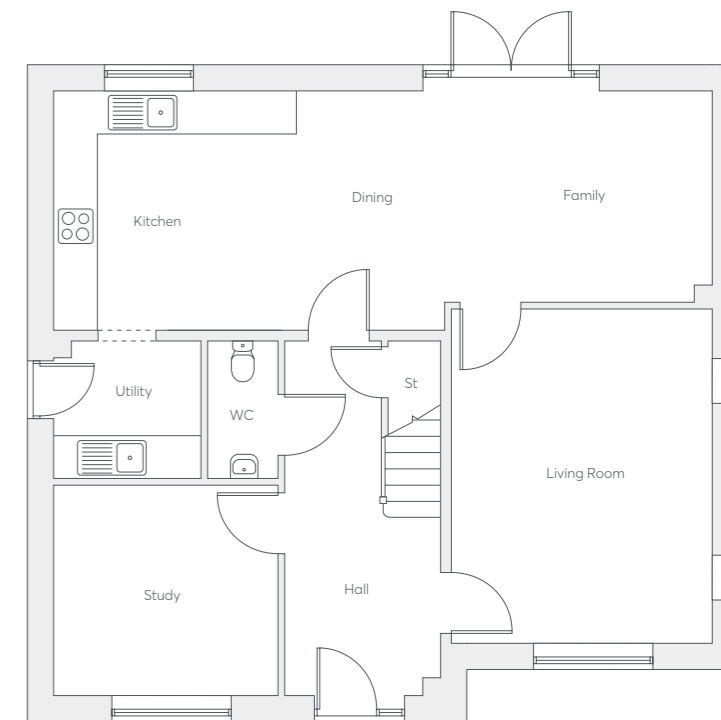 Dining
Family
Kitchen
Utility
St
WC
Living Room
Study
Hall